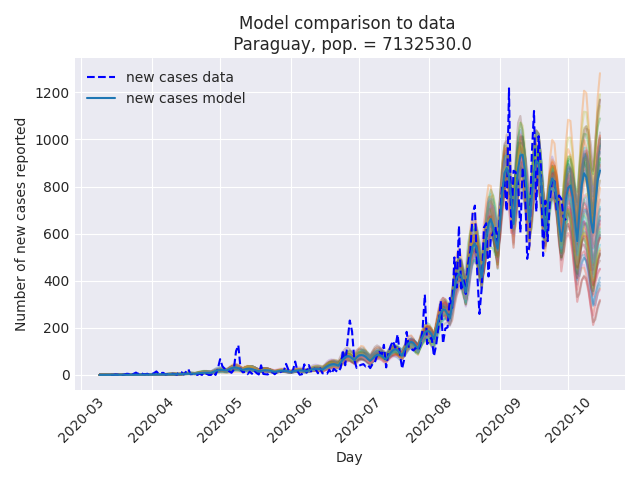 Model comparison to data
Paraguay, pop. = 7132530.0
new cases data
new cases model
Number of new cases reported
1200
1000
800
600
400
200
0
2020-03
2020-04
2020-05
2020-06
2020-07
2020-08
2020-09
2020-10
Day